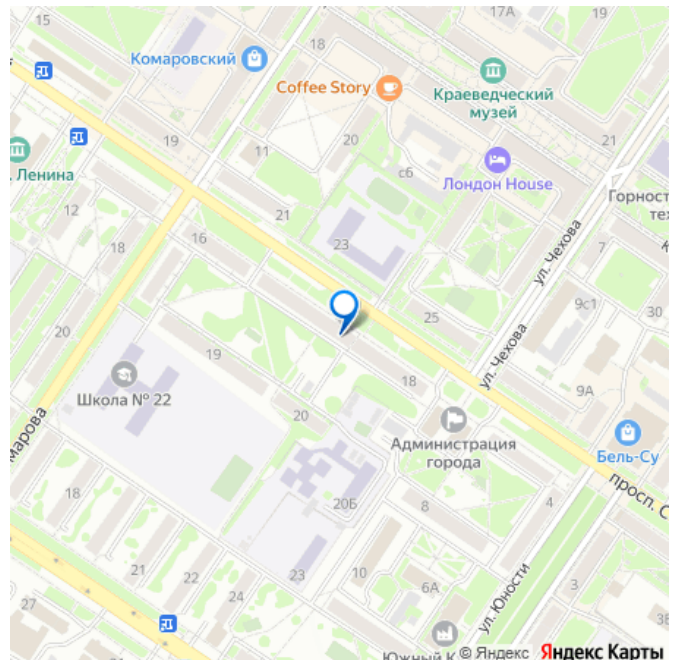 15
17А
19
Комаровский
18
Coffee Story
Краеведческий
музей
19
20
21
11
с6
Лондон House
. Ленина
Горност
те
12
21
18
16
23
7
ул. Чехова
9с1
30
25
20
19
ул. Чехова
18
9А
Школа № 22
20
Администрация
города
Бель-Су
марова
просп. С
18
20Б
8
4
21
22
23
10
24
6А
3
27
ул. Юности
Южный К
© Яндекс
Яндекс Карты